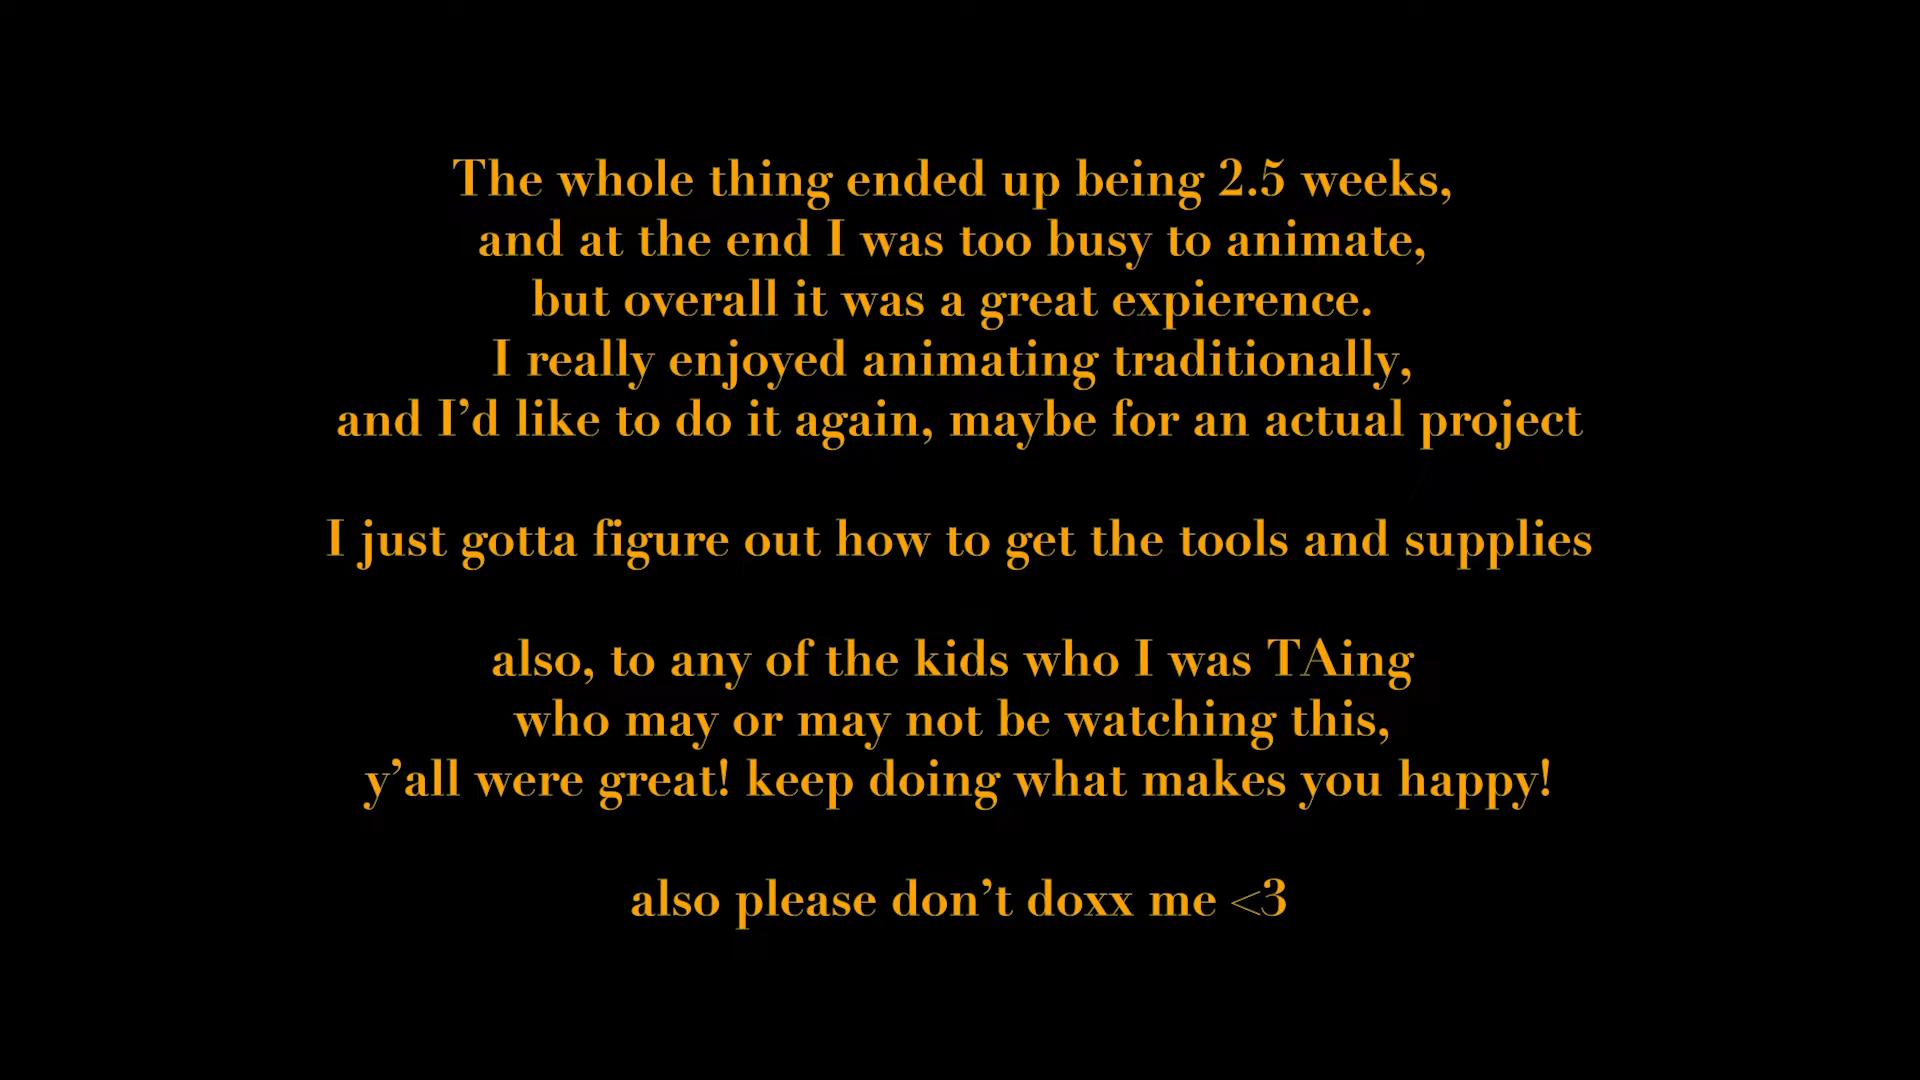 The whole thing ended up being 2.5 weeks,
and at the end I was too busy to animate,
but overall it was a great expierence.
I really enjoyed animating traditionally,
and I’d like to do it again, maybe for an actual project
I just gotta figure out how to get the tools and supplies
also, to any of the kids who I was TAing
who may or may not be watching this,
y’all were great! keep doing what makes you happy!
also please don’t doxx me <3